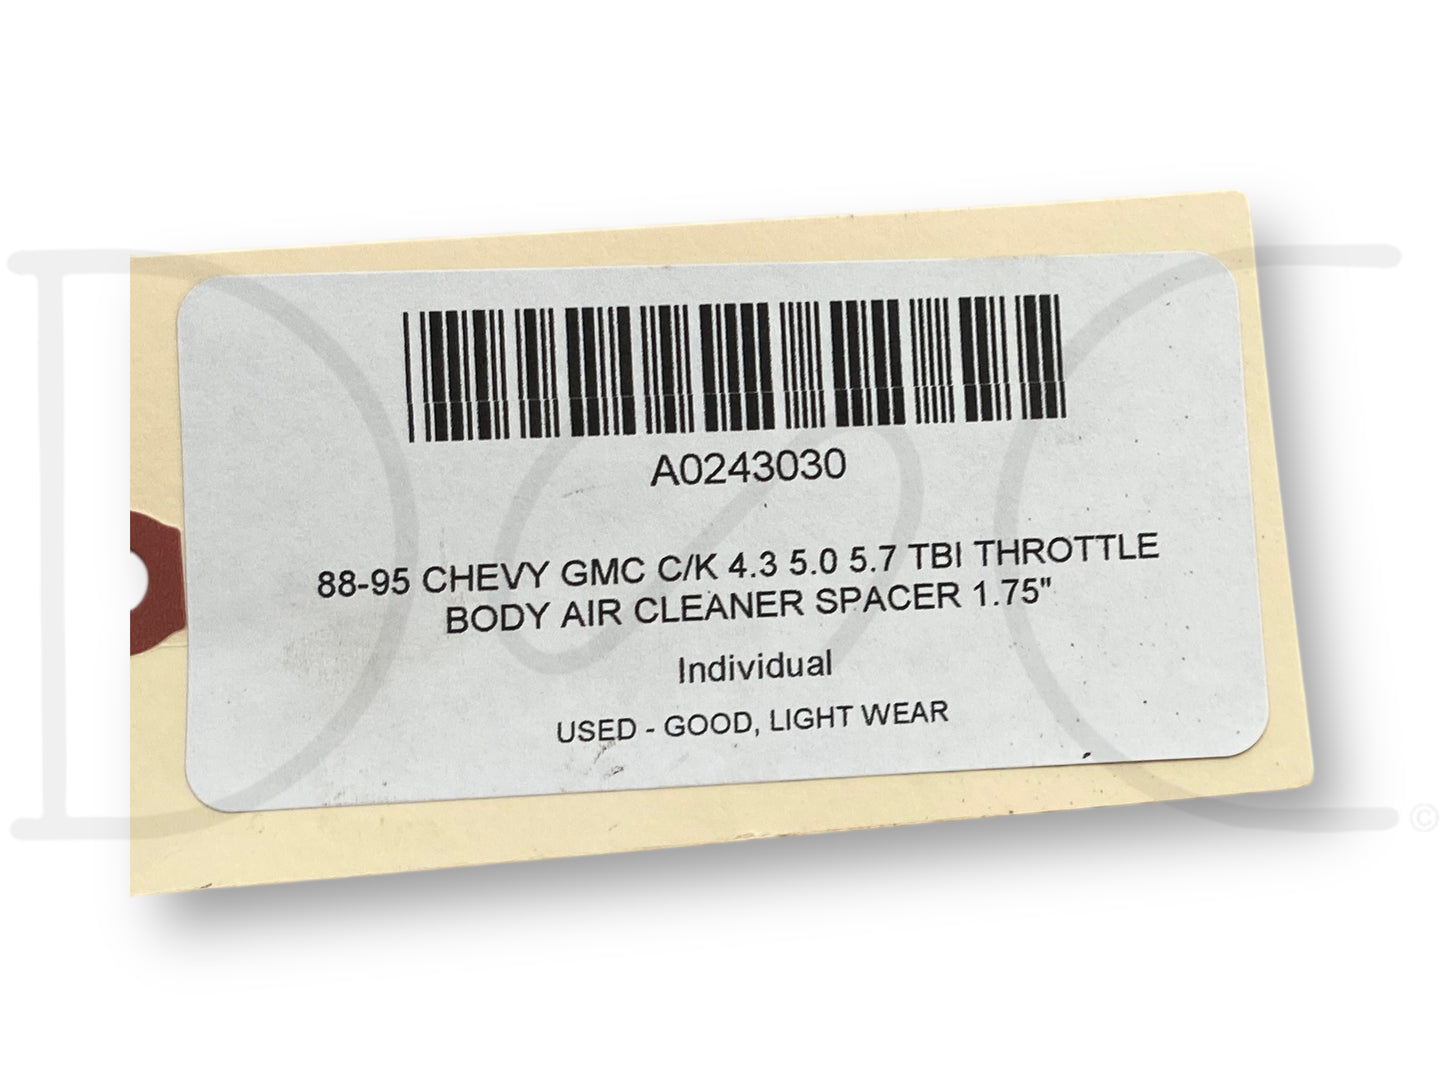 A0243030
88-95 CHEVY GMC C/K 4.3 5.0 5.7 TBI THROTTLE
BODY AIR CLEANER SPACER 1.75"
Individual
USED - GOOD, LIGHT WEAR
D C
©